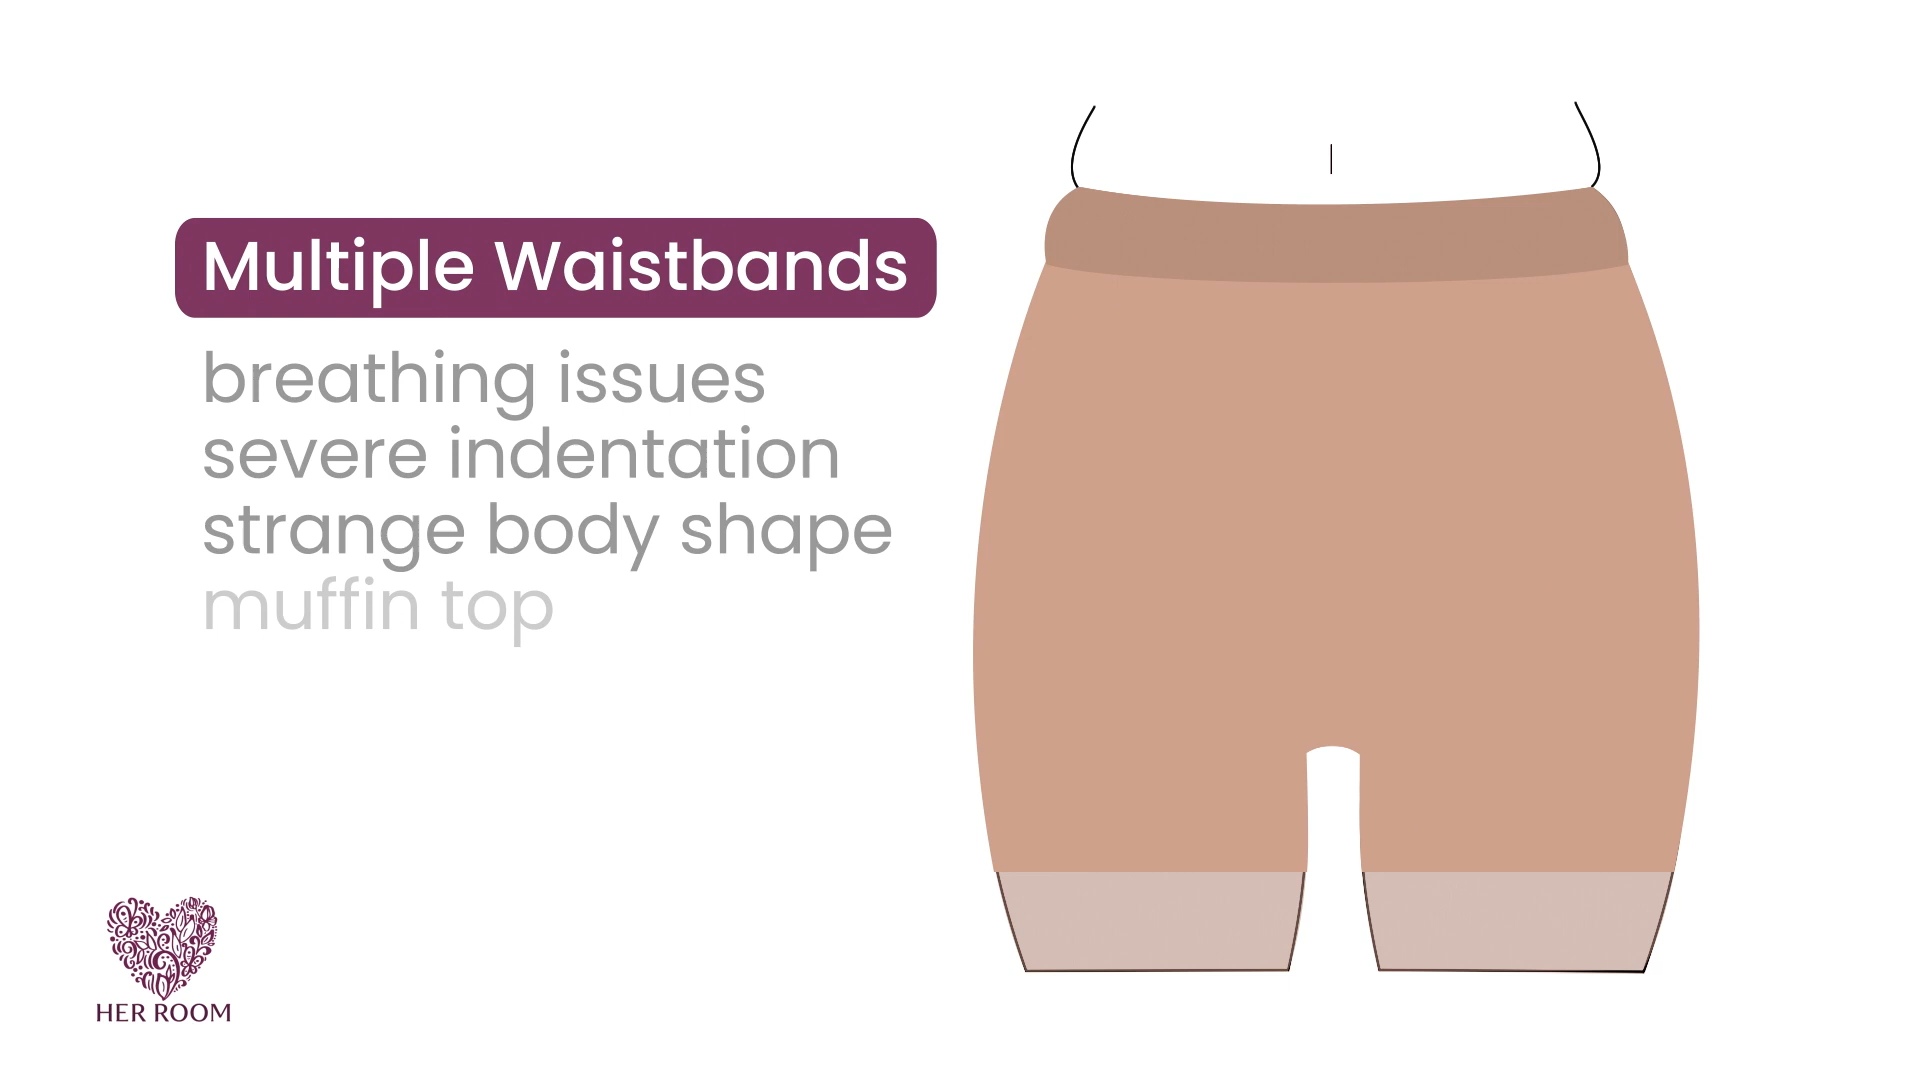 Multiple Waistbands
breathing issues
severe indentation
strange body shape
muffin top
HER ROOM